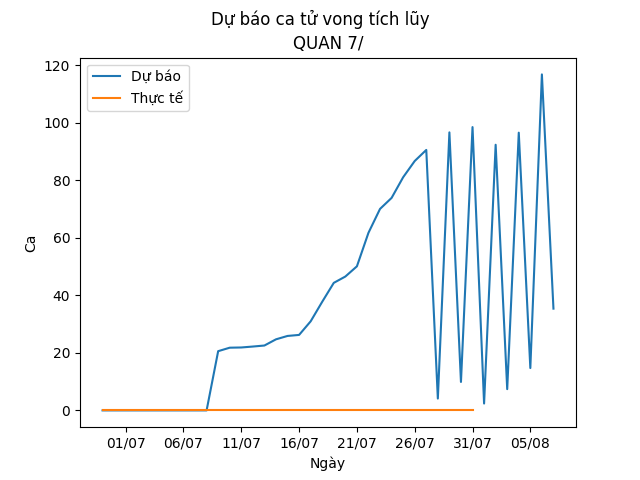 Dự báo ca tử vong tích lũy
QUAN 7/
Dự báo
Thực tế
120
100
80
60
40
20
0
Ca
01/07 06/07 11/07 16/07 21/07 26/07 31/07 05/08
Ngày